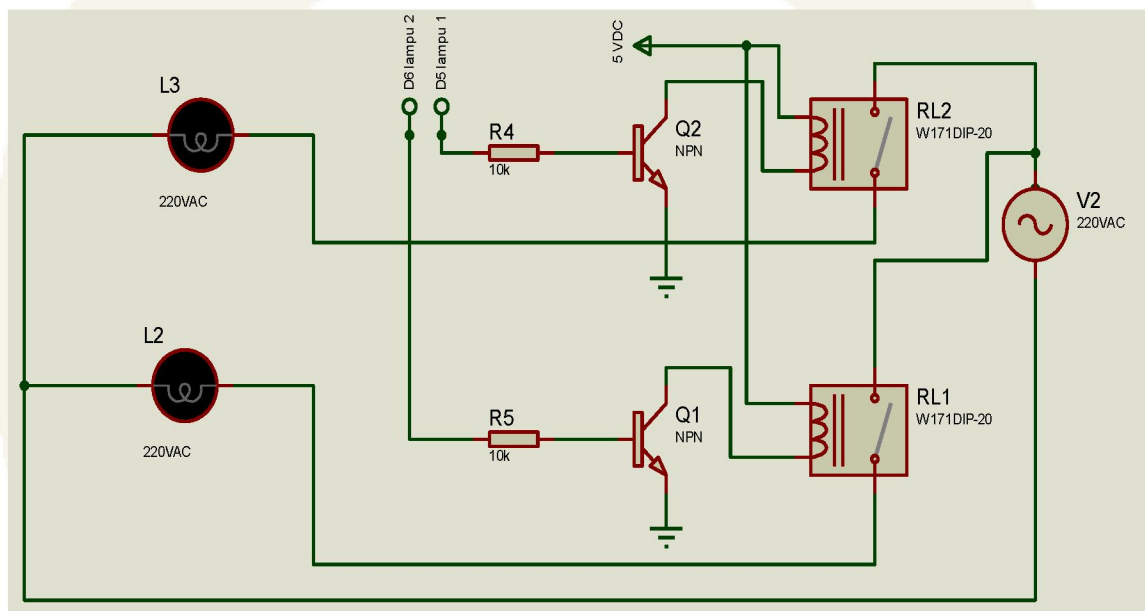 D6 lampu 2
D5 lampu 1
5 VDC
L3
220VAC
R4
10k
Q2
NPN
RL2
W171DIP-20
V2
220VAC
L2
220VAC
R5
10k
Q1
NPN
RL1
W171DIP-20